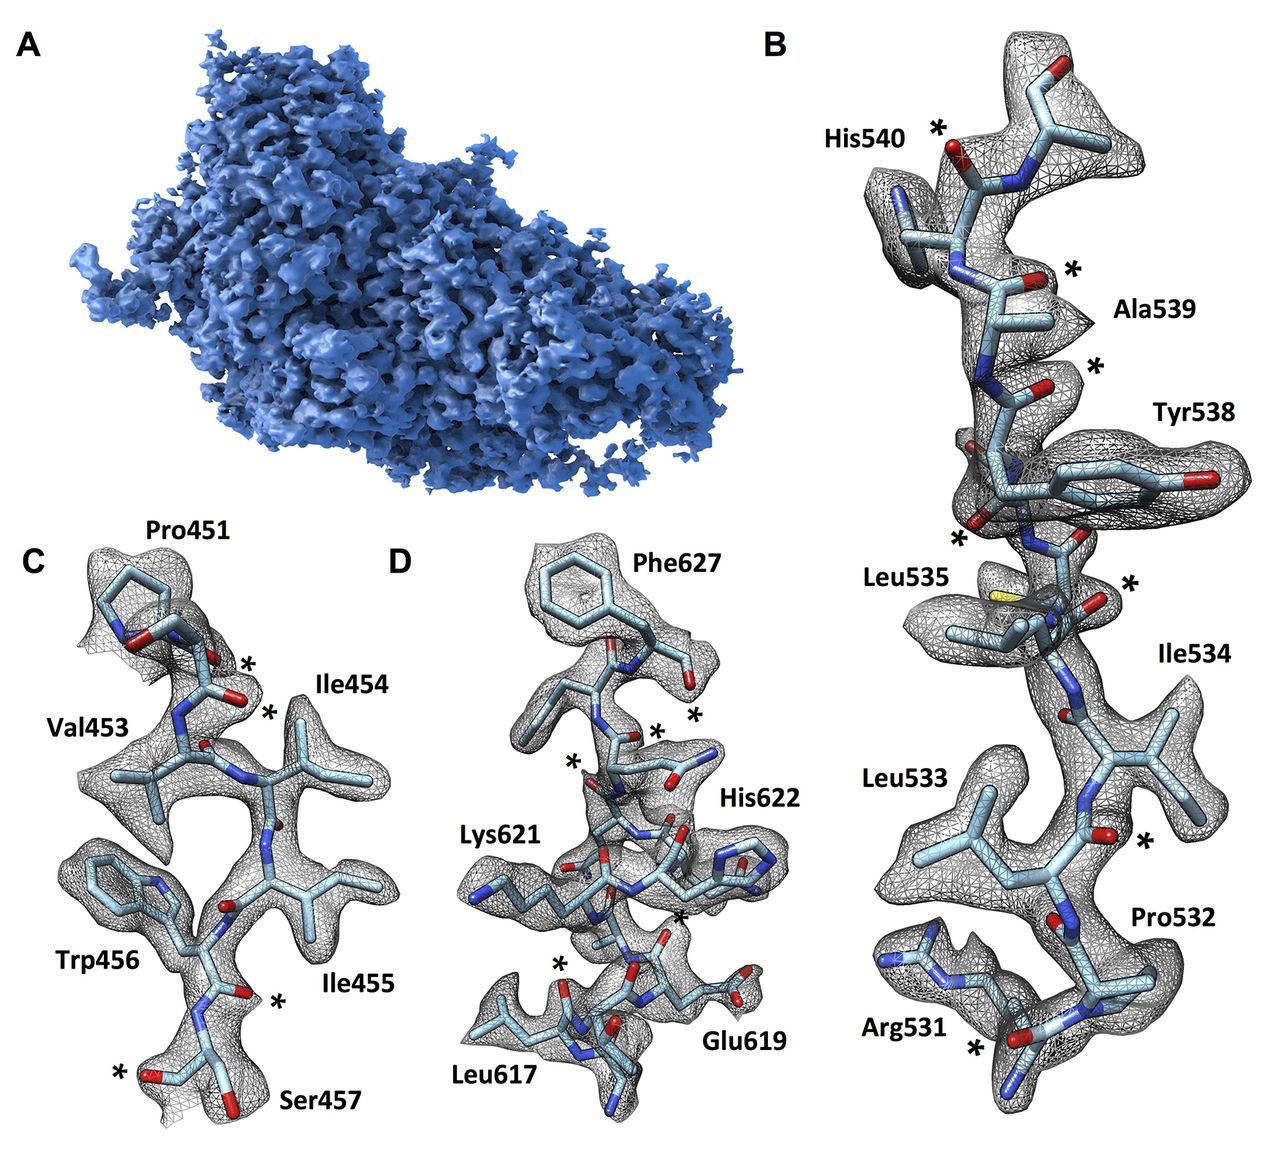 A
B
His540
*
*
Ala539
*
Tyr538
*
Leu535
*
Ile534
Leu533
*
Pro532
Arg531
*
C
Pro451
*
Ile454
*
Val453
Trp456
Ile455
*
*
Ser457
D
Phe627
*
*
*
His622
Lys621
*
*
Glu619
Leu617